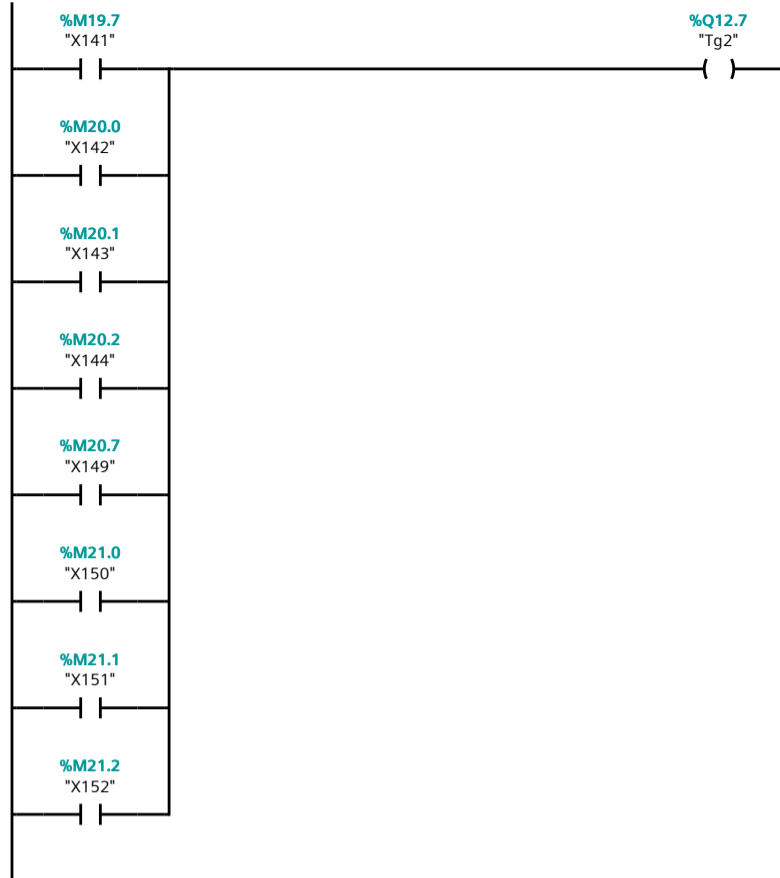 %M19.7
"X141"
%Q12.7
"Tg2"
%M20.0
"X142"
%M20.1
"X143"
%M20.2
"X144"
%M20.7
"X149"
%M21.0
"X150"
%M21.1
"X151"
%M21.2
"X152"